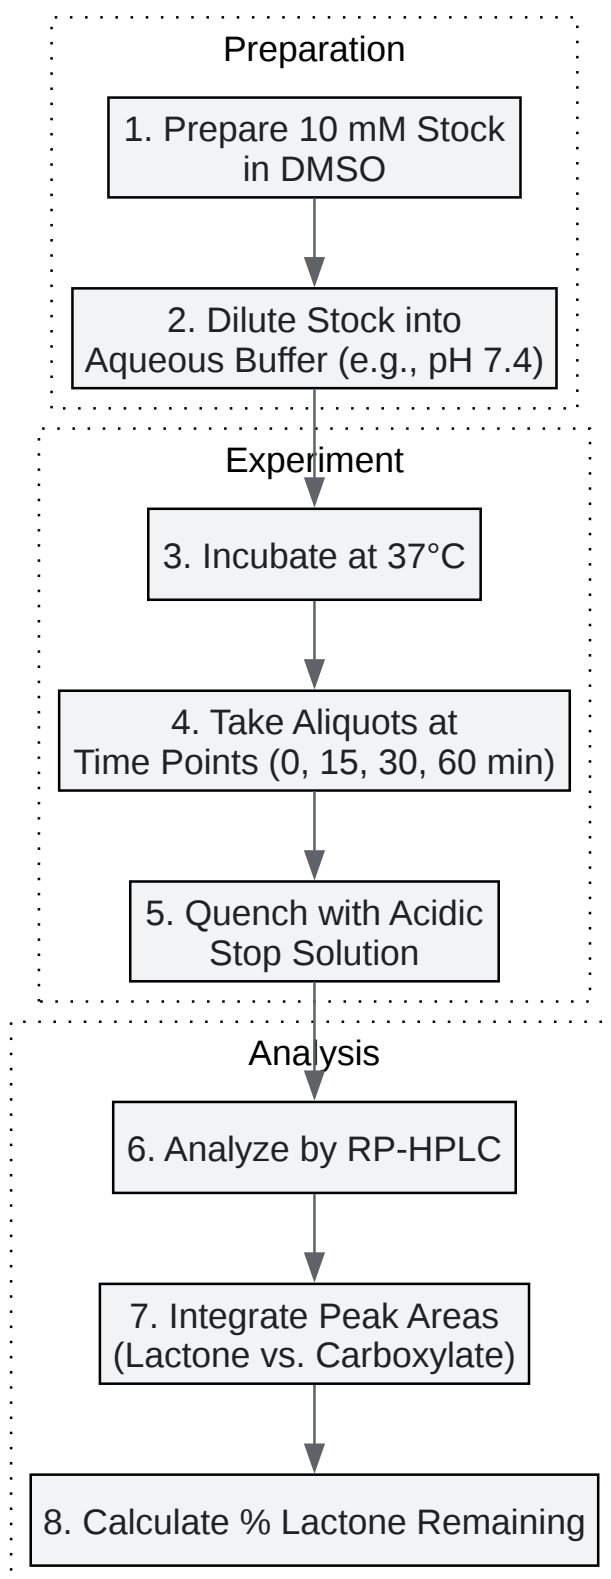 Preparation
1. Prepare 10 mM Stock
in DMSO
2. Dilute Stock into
Aqueous Buffer (e.g., pH 7.4)
Experiment
3. Incubate at 37°C
4. Take Aliquots at
Time Points (0, 15, 30, 60 min)
5. Quench with Acidic
Stop Solution
Analysis
6. Analyze by RP-HPLC
7. Integrate Peak Areas
(Lactone vs. Carboxylate)
8. Calculate % Lactone Remaining